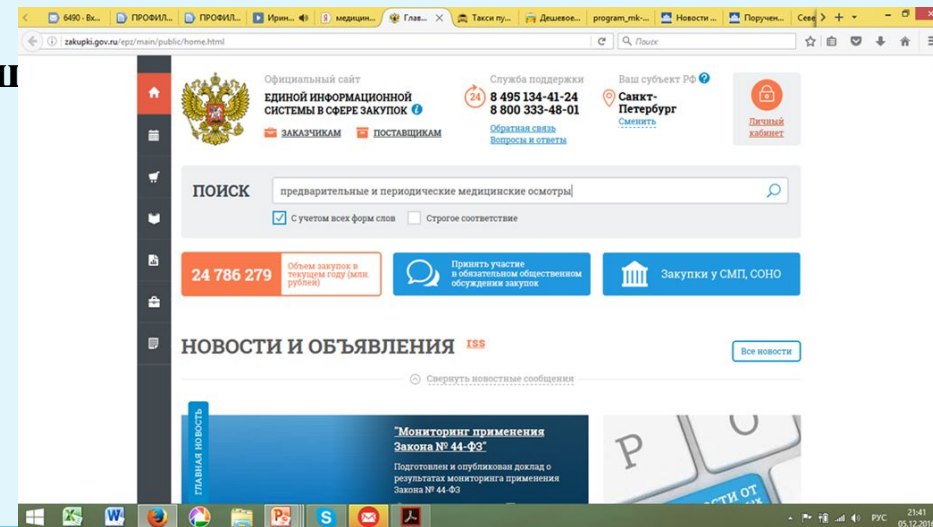 6490 - Вх...
ПРОФИЛ...
ПРОФИЛ...
Ирин...
медицин...
Глав...
Такси пу...
Дешевое...
program_mk-...
Новости ...
Поручен...
Севе
zakupki.gov.ru/epz/main/public/home.html
Поиск
Официальный сайт
ЕДИНОЙ ИНФОРМАЦИОННОЙ
СИСТЕМЫ В СФЕРЕ ЗАКУПОК
ЗАКАЗЧИКАМ ПОСТАВЩИКАМ
Служба поддержки
24
8 495 134-41-24
8 800 333-48-01
Обратная связь
Вопросы и ответы
Ваш субъект РФ ?
Санкт-
Петербург
Сменить
Личный
кабинет
ПОИСК
предварительные и периодические медицинские осмотры
С учетом всех форм слов Строгое соответствие
24 786 279
Объем закупок в
текущем году (млн.
рублей)
Принять участие
в обязательном общественном
обсуждении закупок
Закупки у СМП, СОНО
НОВОСТИ И ОБЪЯВЛЕНИЯ RSS
Все новости
Свернуть новостные сообщения
ГЛАВНАЯ НОВОСТЬ
"Мониторинг применения
Закона № 44-ФЗ"
Подготовлен и опубликован доклад о
результатах мониторинга применения
Закона № 44-ФЗ
РУС
21:41
05.12.2016